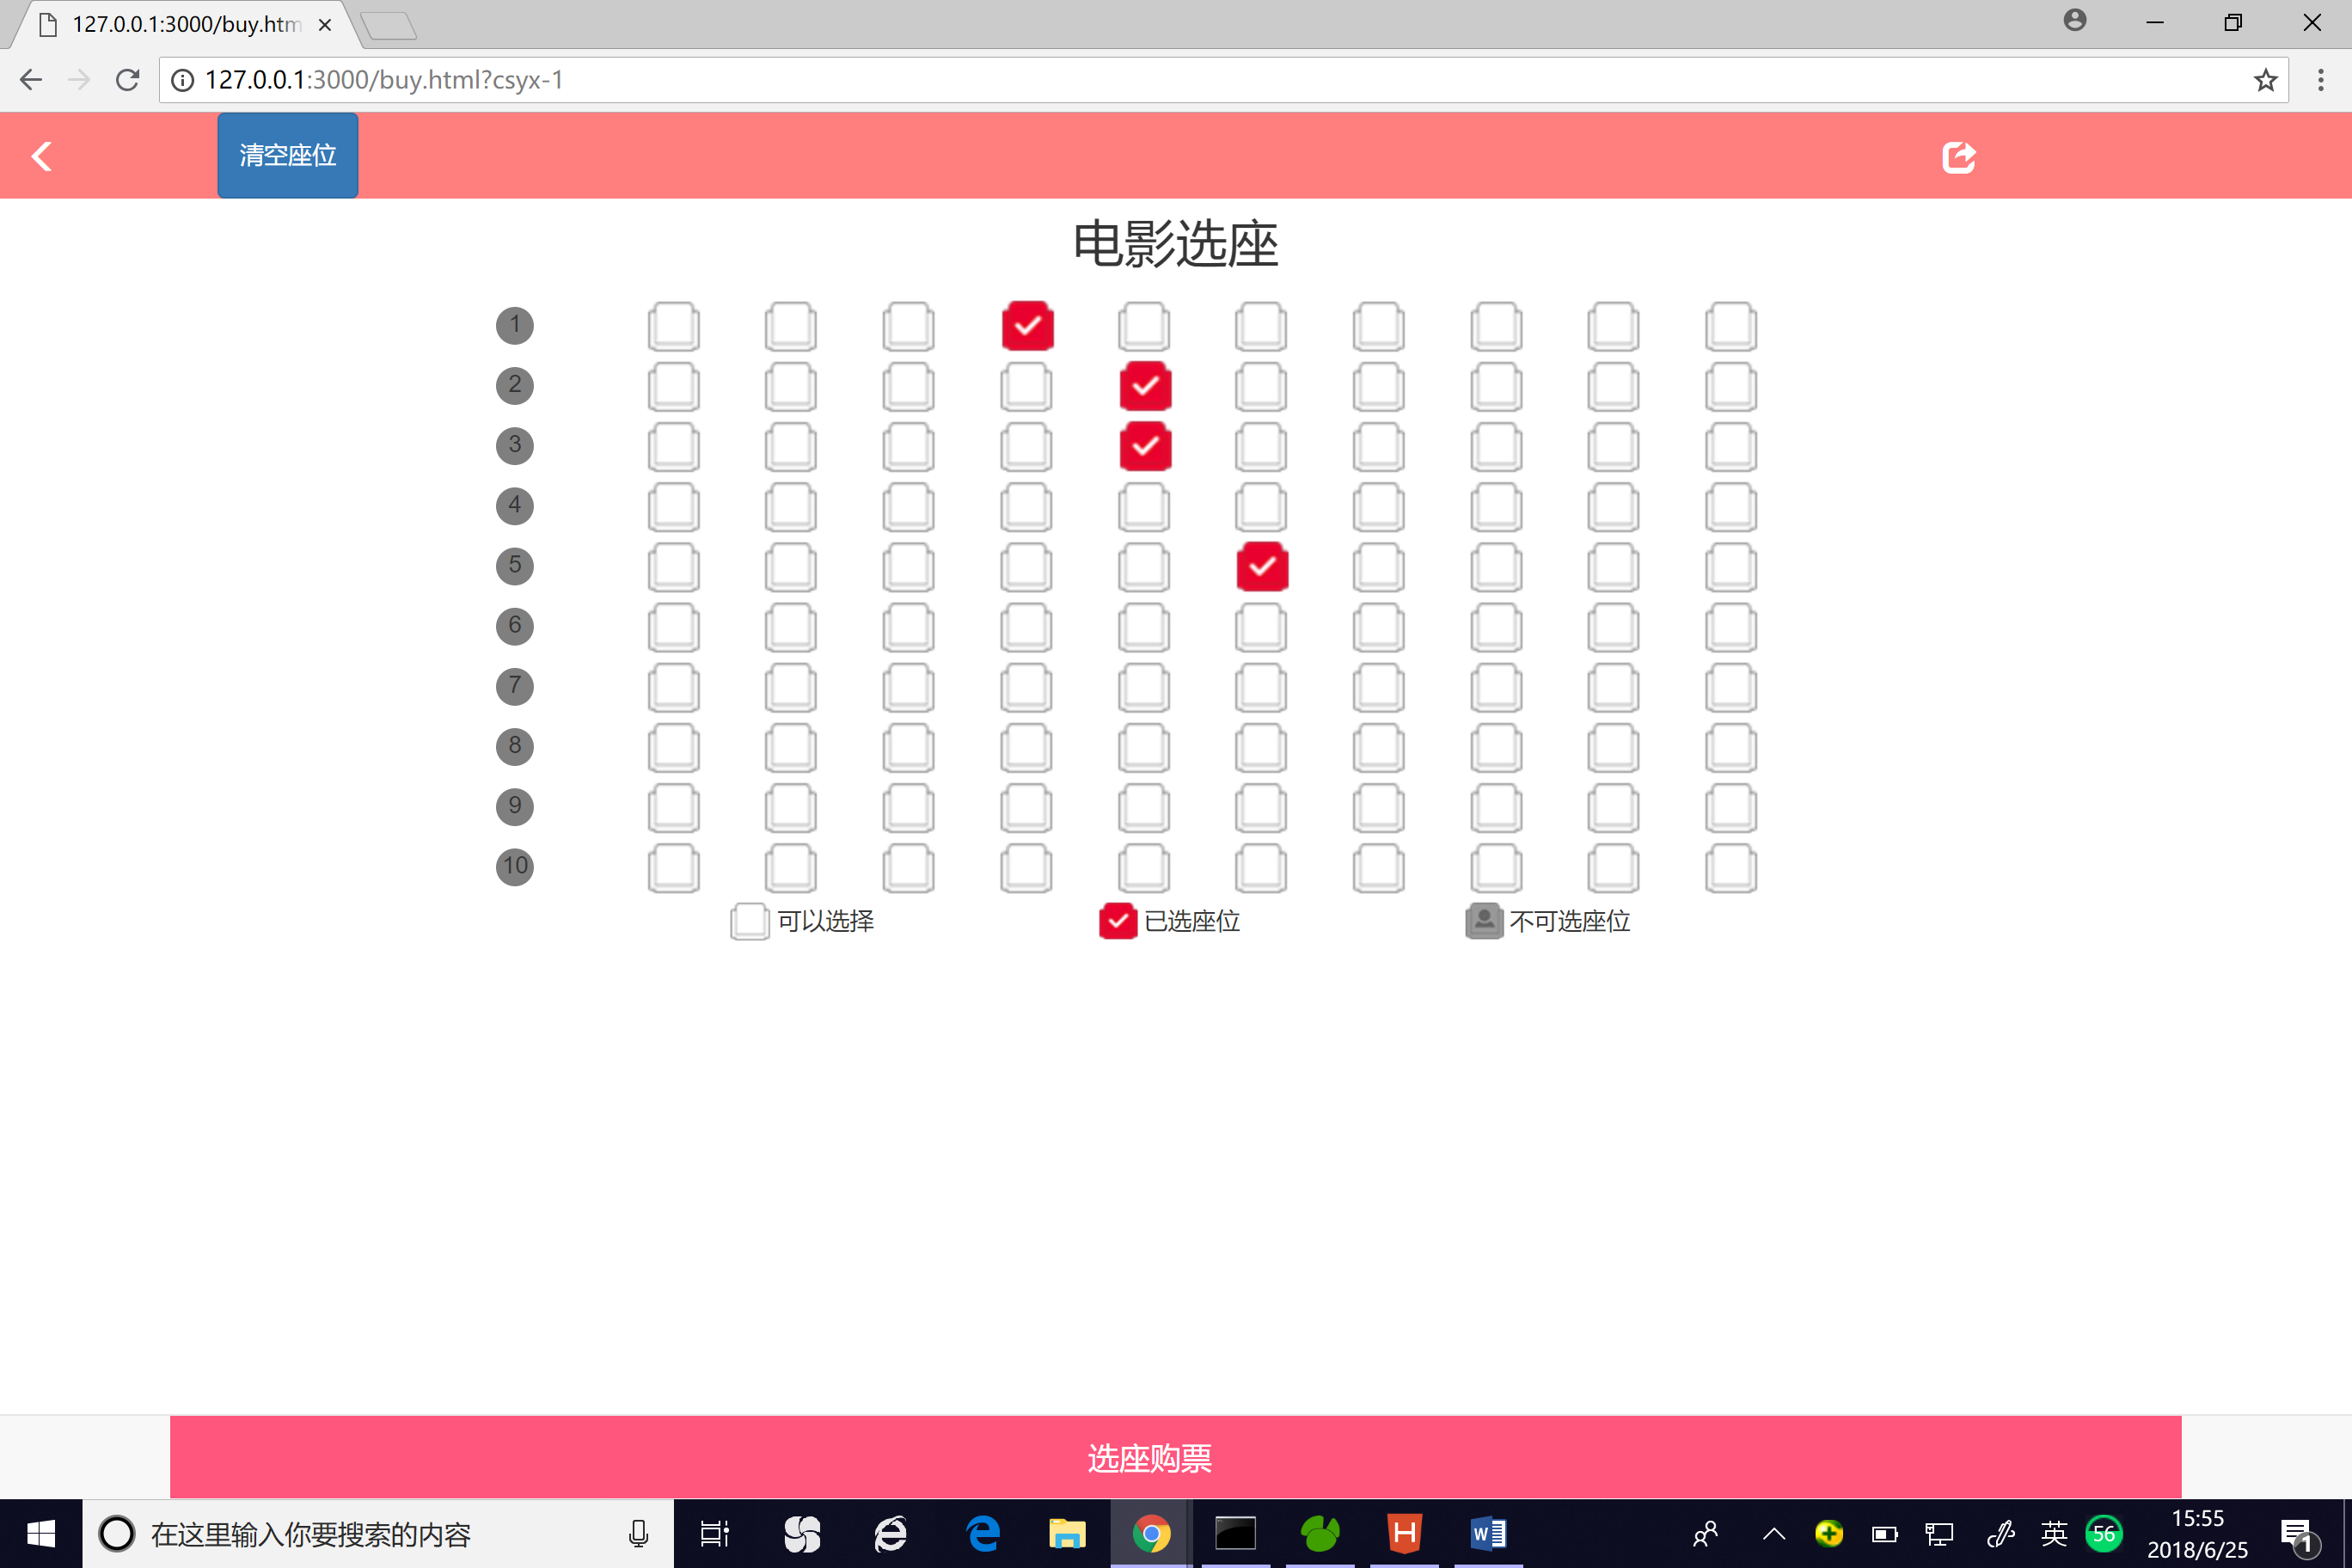 127.0.0.1:3000/buy.htm
127.0.0.1:3000/buy.html?csyx-1
清空座位
电影选座
1
2
3
4
5
6
7
8
9
10
可以选择 已选座位 不可选座位
选座购票
在这里输入你要搜索的内容
英 56
15:55
2018/6/25
1